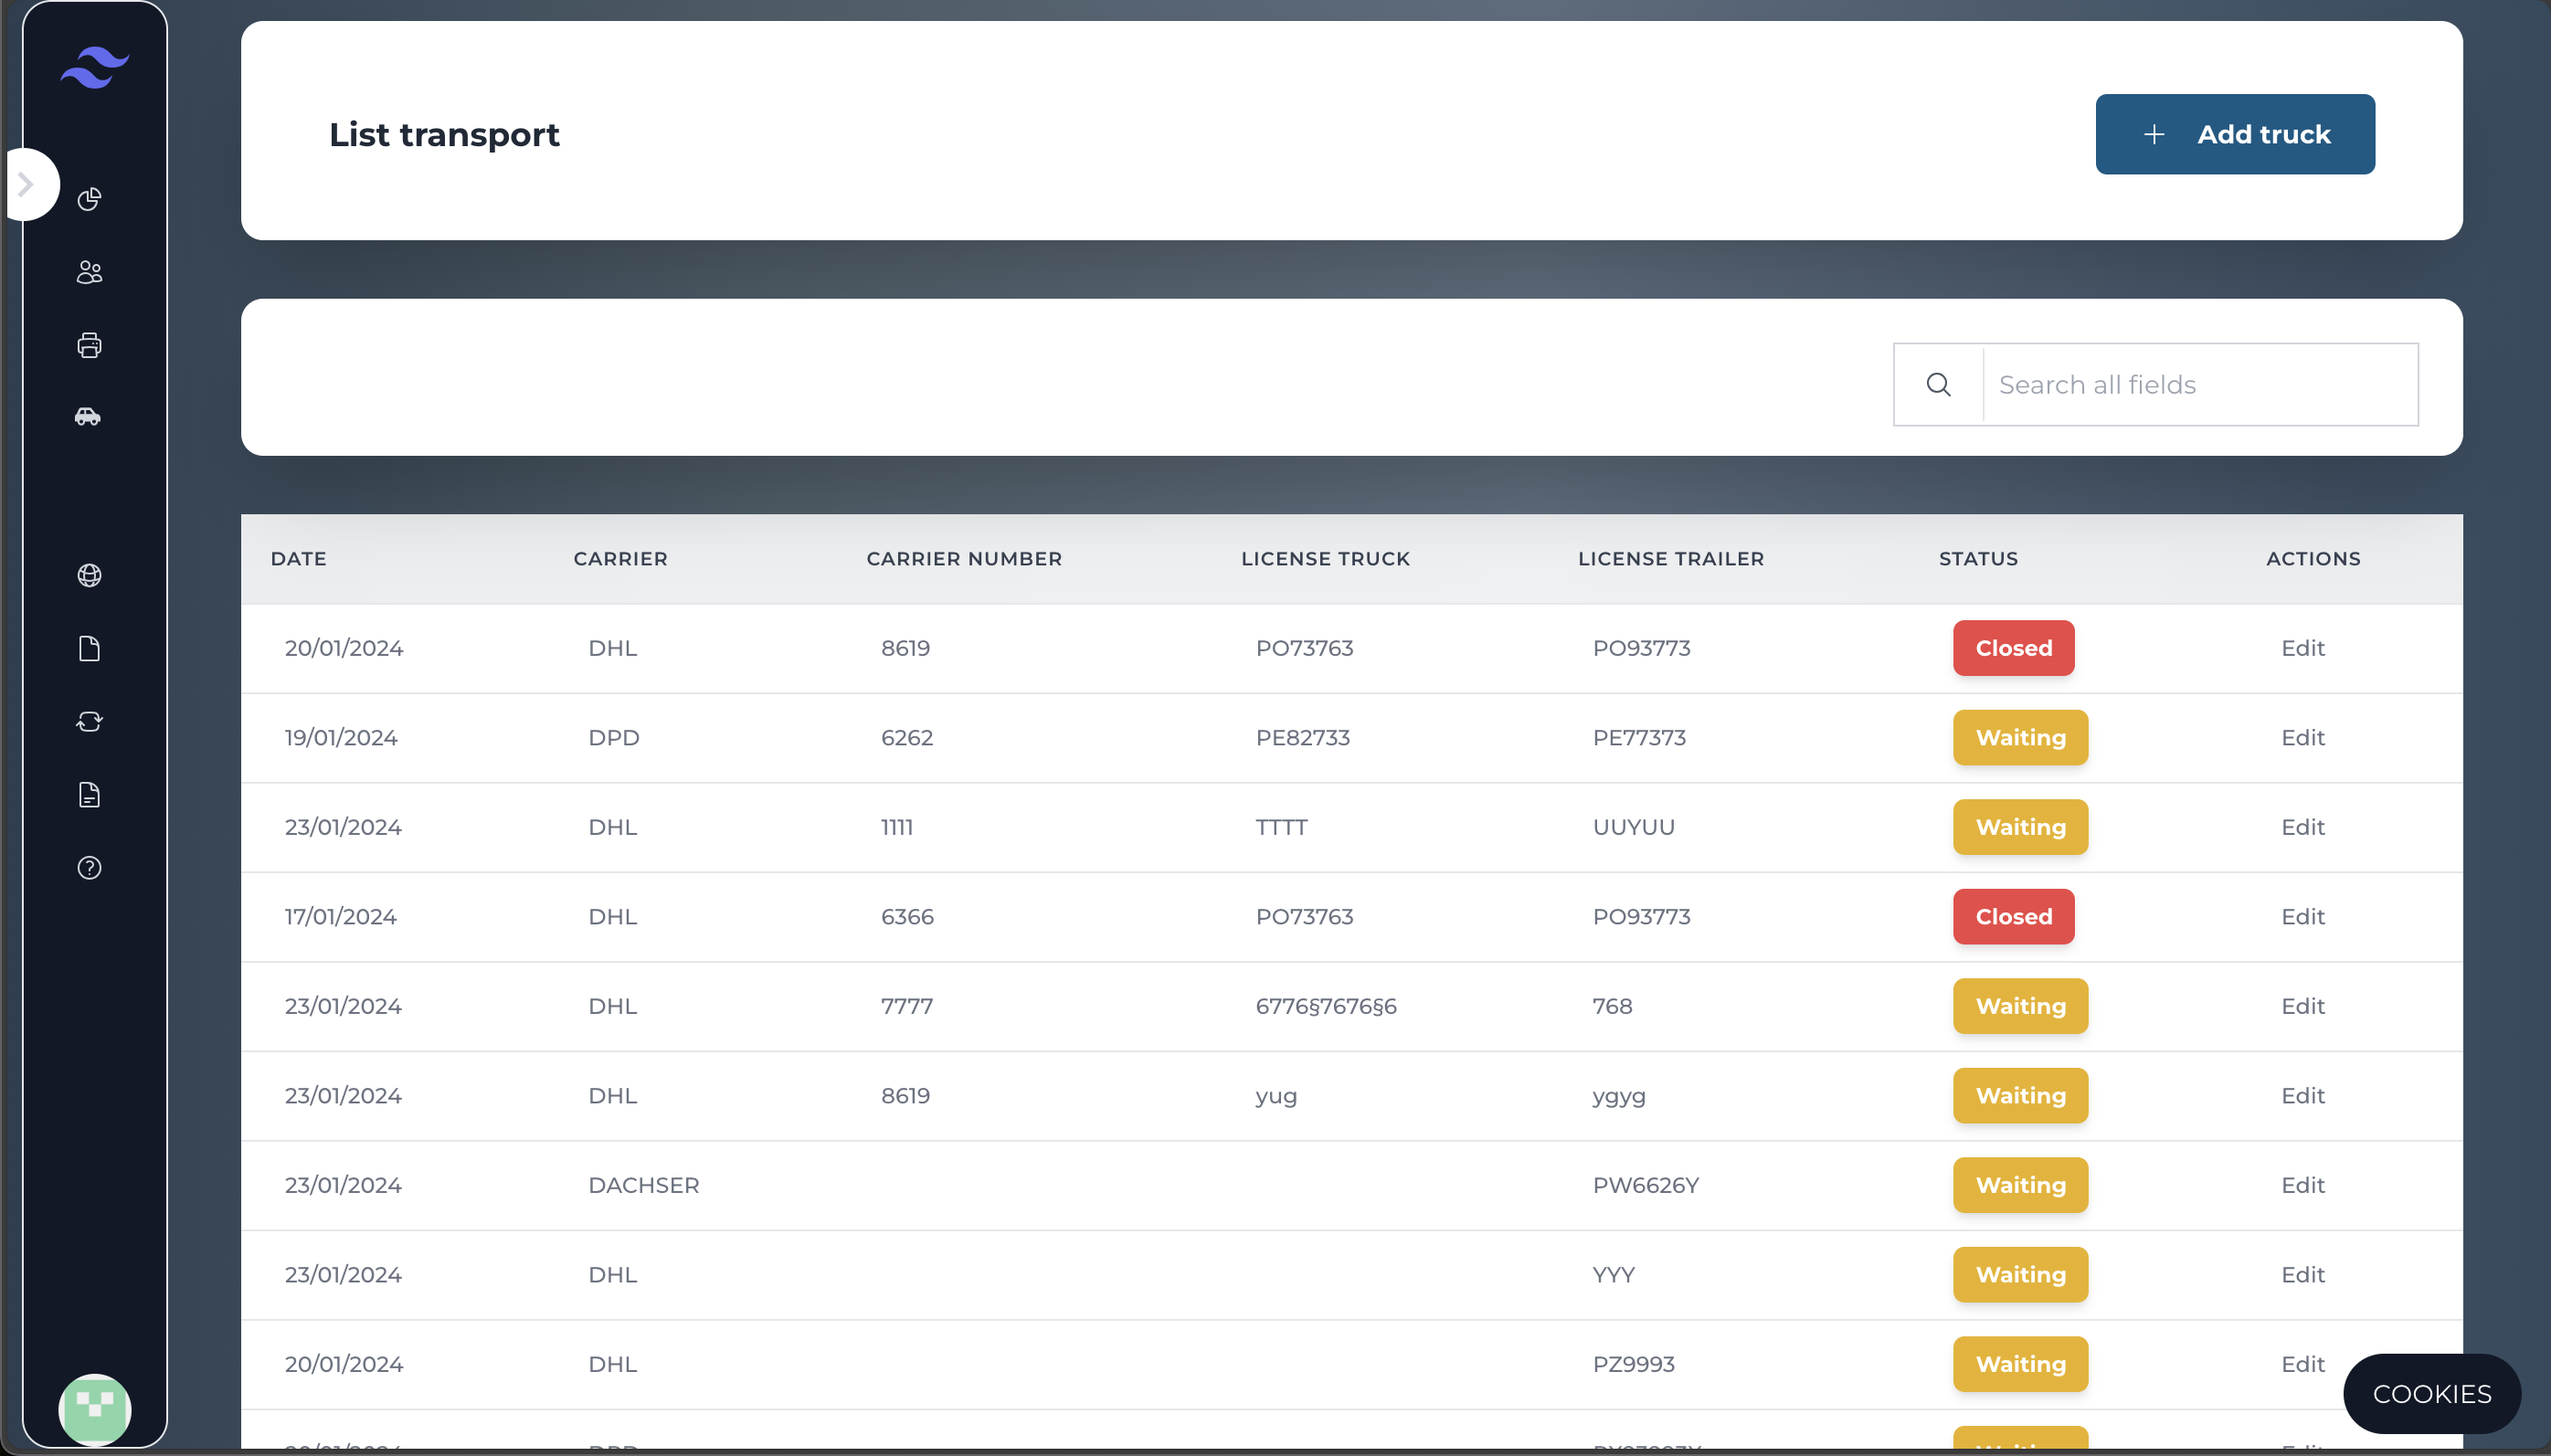 List transport
+ Add truck
Search all fields
DATE CARRIER CARRIER NUMBER LICENSE TRUCK LICENSE TRAILER STATUS ACTIONS
20/01/2024 DHL 8619 PO73763 PO93773 Closed Edit
19/01/2024 DPD 6262 PE82733 PE77373 Waiting Edit
23/01/2024 DHL 1111 TTTT UUYUU Waiting Edit
17/01/2024 DHL 6366 PO73763 PO93773 Closed Edit
23/01/2024 DHL 7777 6776§7676§6 768 Waiting Edit
23/01/2024 DHL 8619 yug ygyg Waiting Edit
23/01/2024 DACHSER PW6626Y Waiting Edit
23/01/2024 DHL YYY Waiting Edit
20/01/2024 DHL PZ9993 Waiting Edit
COOKIES